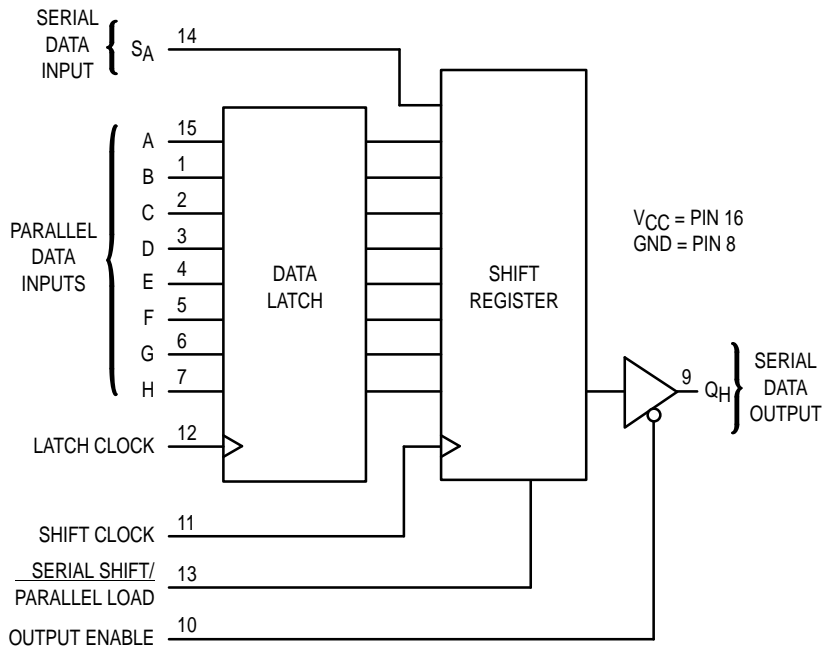 SERIAL
DATA
INPUT
SA
14
PARALLEL
DATA
INPUTS
A 15
B 1
C 2
D 3
E 4
F 5
G 6
H 7
DATA
LATCH
SHIFT
REGISTER
VCC = PIN 16
GND = PIN 8
9
QH
SERIAL
DATA
OUTPUT
LATCH CLOCK 12
SHIFT CLOCK 11
SERIAL SHIFT/
PARALLEL LOAD
13
OUTPUT ENABLE 10